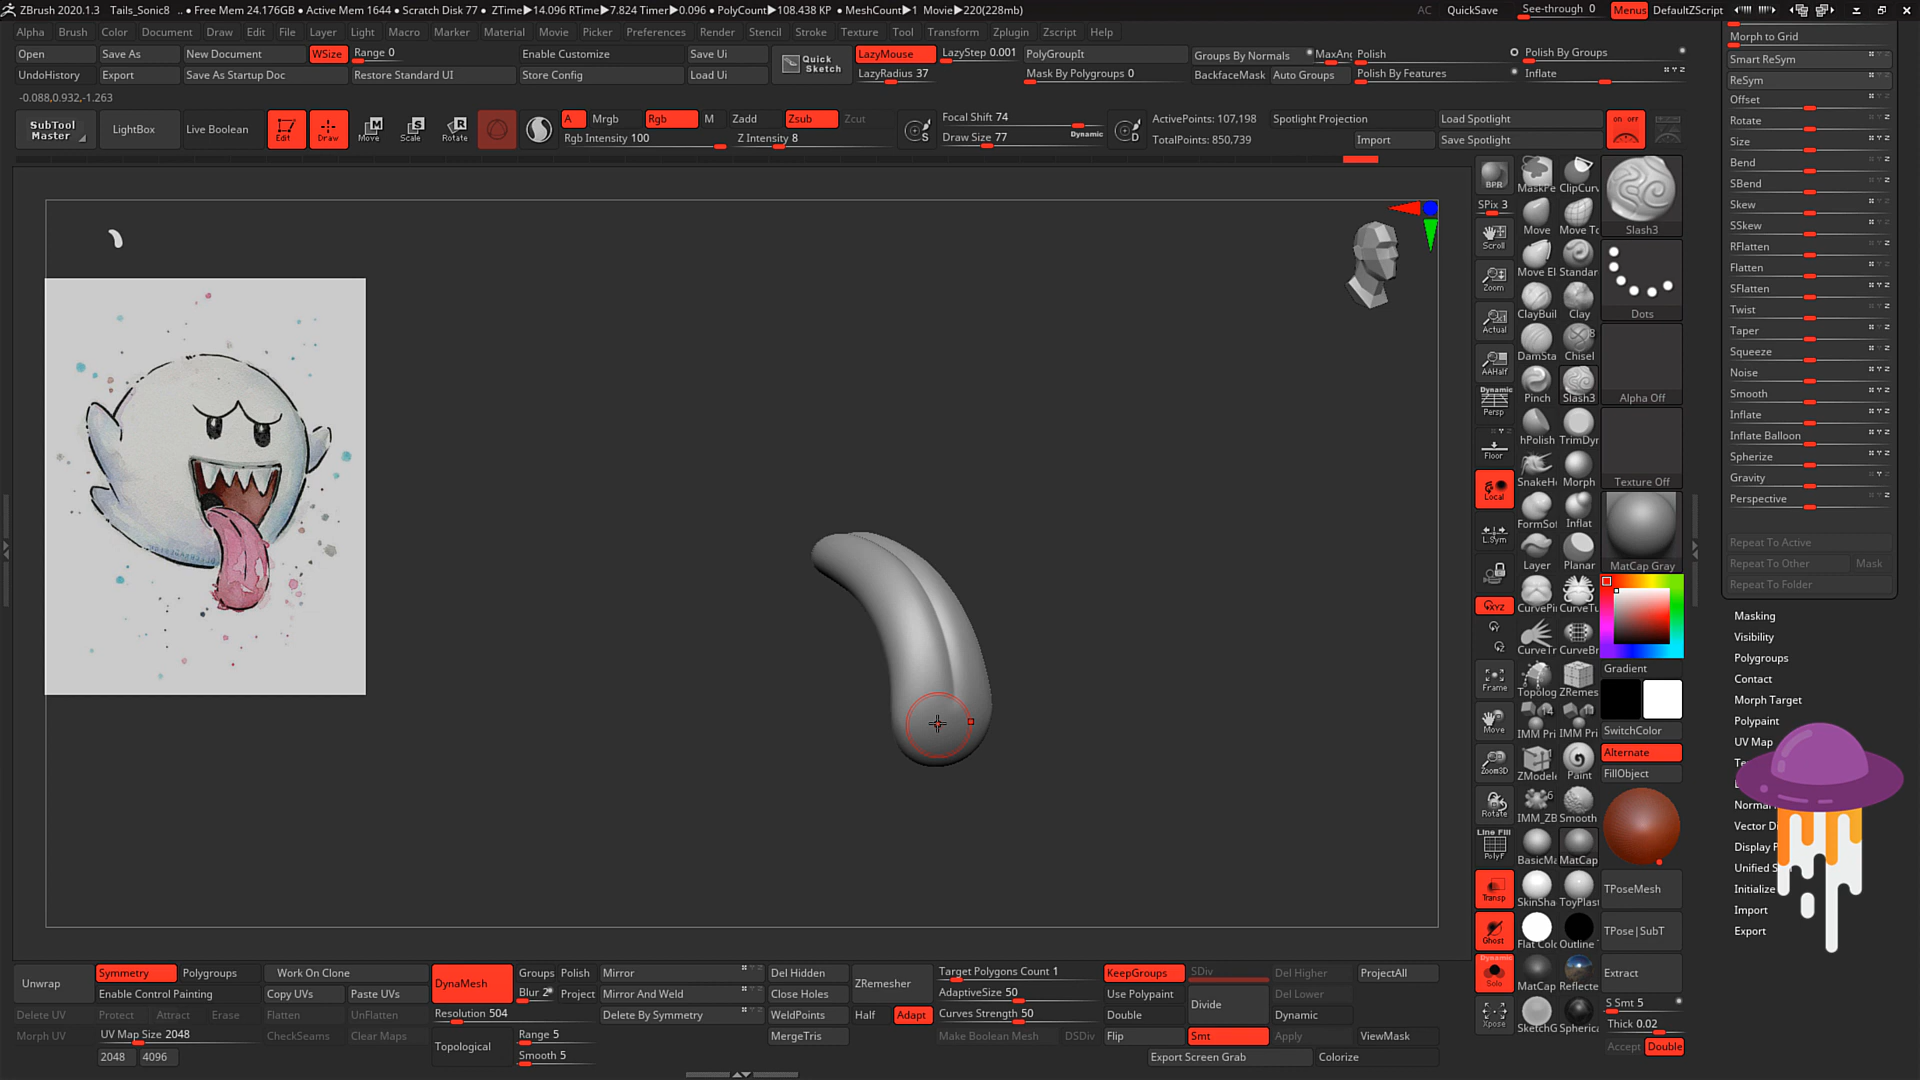 ZBrush 2020.1.3 Tails_Sonic8 .. • Free Mem 24.176GB • Active Mem 1644 • Scratch Disk 77 • ZTime▶14.096 RTime▶7.824 Timer▶0.096 • PolyCount▶108.438 KP • MeshCount▶1 Movie▶220(228mb) AC QuickSave See-through 0 Menus DefaultZScript
Alpha Brush Color Document Draw Edit File Layer Light Macro Marker Material Movie Picker Preferences Render Stencil Stroke Texture Tool Transform Zplugin Zscript Help
Open Save As New Document WSize Range 0 Enable Customize Save Ui Quick Sketch LazyMouse LazyStep 0.001 PolyGroupIt Groups By Normals MaxAng Polish Polish By Groups
UndoHistory Export Save As Startup Doc Restore Standard UI Store Config Load Ui LazyRadius 37 Mask By Polygroups 0 BackfaceMask Auto Groups Polish By Features Inflate
-0.088,0.932,-1.263
SubTool Master LightBox Live Boolean Edit Draw Move Scale Rotate A Mrgb Rgb M Zadd Zsub Zcut
Rgb Intensity 100 Z Intensity 8
Focal Shift 74
Draw Size 77 Dynamic
ActivePoints: 107,198 Spotlight Projection Load Spotlight
TotalPoints: 850,739 Import Save Spotlight
on off
BPR
SPix 3
Scroll
Zoom
Actual
AAHalf
Dynamic
Persp
Floor
Local
L.Sym
Frame
Move
Zoom3D
Rotate
Line Fill
PolyF
Transp
Ghost
Dynamic
Solo
Xpose
MaskPe ClipCurv
Move Move To
Move El Standar
ClayBuil Clay
DamSta Chisel
Pinch Slash3
hPolish TrimDyn
SnakeHo Morph
FormSof Inflat
Layer Planar
CurvePi CurveTu
CurveTr CurveBr
Topolog ZRemes
IMM Pri IMM Pri
ZModele Paint
IMM_ZB Smooth
BasicMa MatCap
SkinSha ToyPlast
Flat Colo Outline
MatCap Reflecte
SketchG Spherica
Slash3
Dots
Alpha Off
Texture Off
MatCap Gray
Gradient
SwitchColor
Alternate
FillObject
TPoseMesh
TPose|SubT
Extract
S Smt 5
Thick 0.02
Accept Double
Morph to Grid
Smart ReSym
ReSym
Offset
Rotate
Size
Bend
SBend
Skew
SSkew
RFlatten
Flatten
SFlatten
Twist
Taper
Squeeze
Noise
Smooth
Inflate
Inflate Balloon
Spherize
Gravity
Perspective
Repeat To Active
Repeat To Other Mask
Repeat To Folder
Masking
Visibility
Polygroups
Contact
Morph Target
Polypaint
UV Map
Te
Normal
Vector D
Display P
Unified S
Initialize
Import
Export
Unwrap Symmetry Polygroups Work On Clone DynaMesh Groups Polish Mirror Del Hidden ZRemesher Target Polygons Count 1 KeepGroups SDiv Del Higher ProjectAll
Enable Control Painting Copy UVs Paste UVs Blur 2 Project Mirror And Weld Close Holes AdaptiveSize 50 Use Polypaint Divide Del Lower
Delete UV Protect Attract Erase Flatten UnFlatten Resolution 504 Delete By Symmetry WeldPoints Half Adapt Curves Strength 50 Double Dynamic
Morph UV UV Map Size 2048 CheckSeams Clear Maps Topological Range 5 MergeTris Make Boolean Mesh DSDiv Flip Smt Apply ViewMask
2048 4096 Smooth 5 Export Screen Grab Colorize